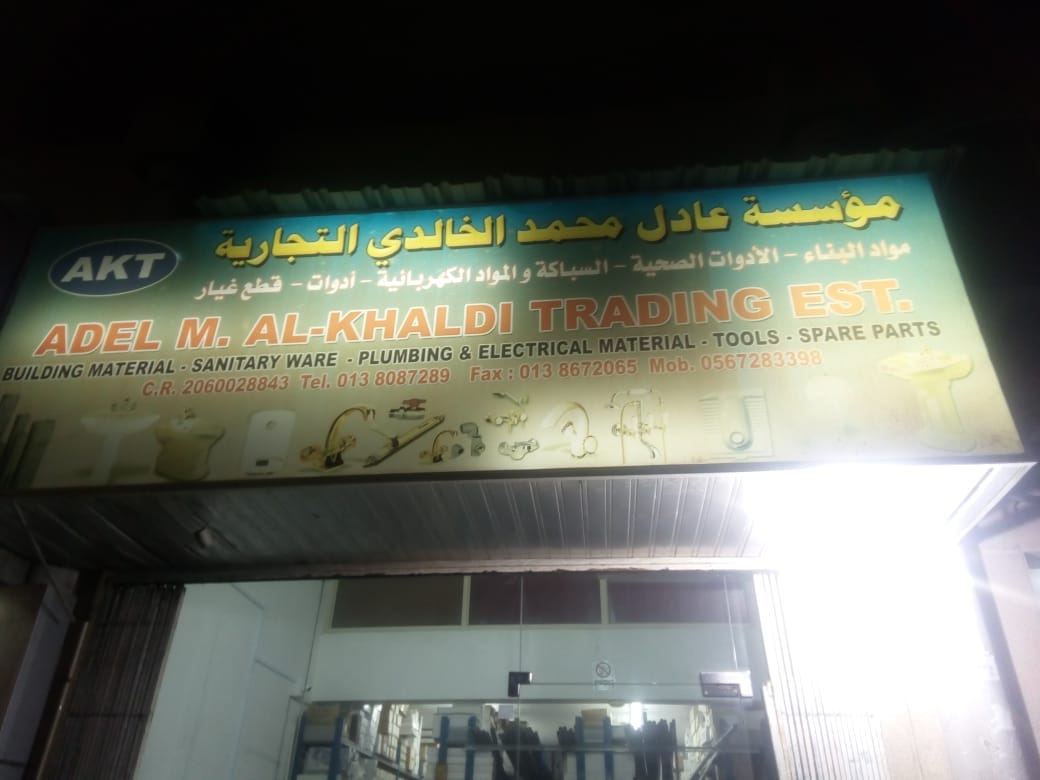 مؤسسة عادل محمد الخالدي التجارية
AKT
مواد البناء - الأدوات الصحية - السباكة و المواد الكهربائية - أدوات - قطع غيار
ADEL M. AL-KHALDI TRADING EST.
BUILDING MATERIAL - SANITARY WARE - PLUMBING & ELECTRICAL MATERIAL - TOOLS - SPARE PARTS
C.R. 2060028843 Tel. 013 8087289 Fax : 013 8672065 Mob. 0567283398